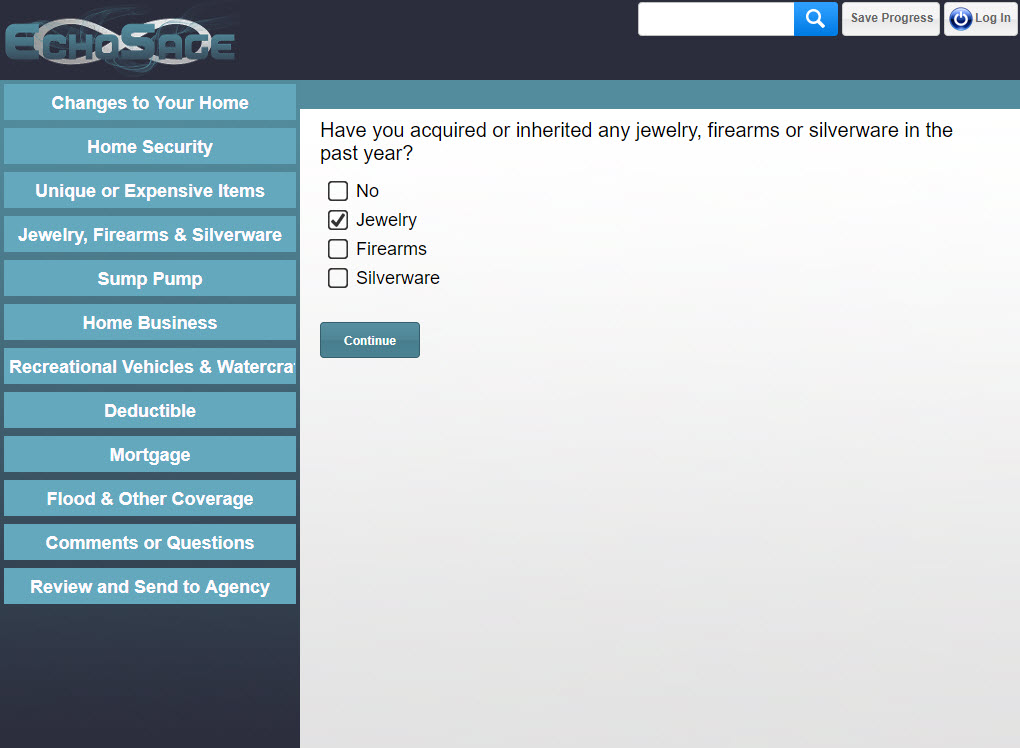 EchoSage
Save Progress
Log In
Changes to Your Home
Home Security
Unique or Expensive Items
Jewelry, Firearms & Silverware
Sump Pump
Home Business
Recreational Vehicles & Watercra
Deductible
Mortgage
Flood & Other Coverage
Comments or Questions
Review and Send to Agency
Have you acquired or inherited any jewelry, firearms or silverware in the
past year?
No
Jewelry
Firearms
Silverware
Continue